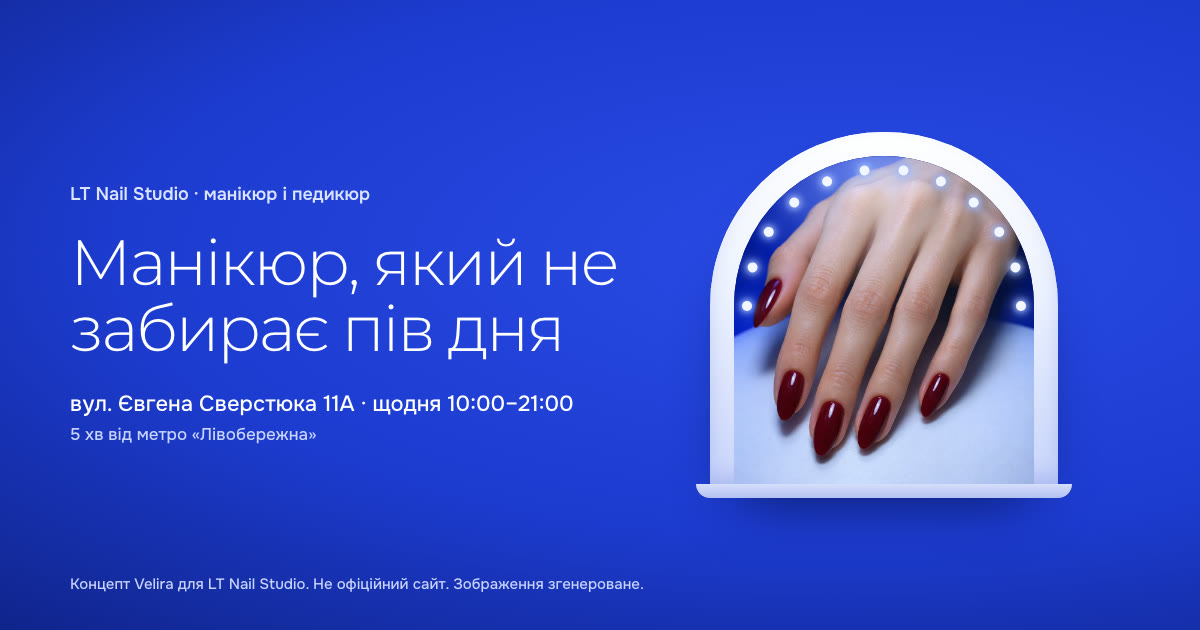 LT Nail Studio · манікюр і педикюр
Манікюр, який не
забирає пів дня
вул. Євгена Сверстюка 11А · щодня 10:00–21:00
5 хв від метро «Лівобережна»
Концепт Velira для LT Nail Studio. Не офіційний сайт. Зображення згенероване.